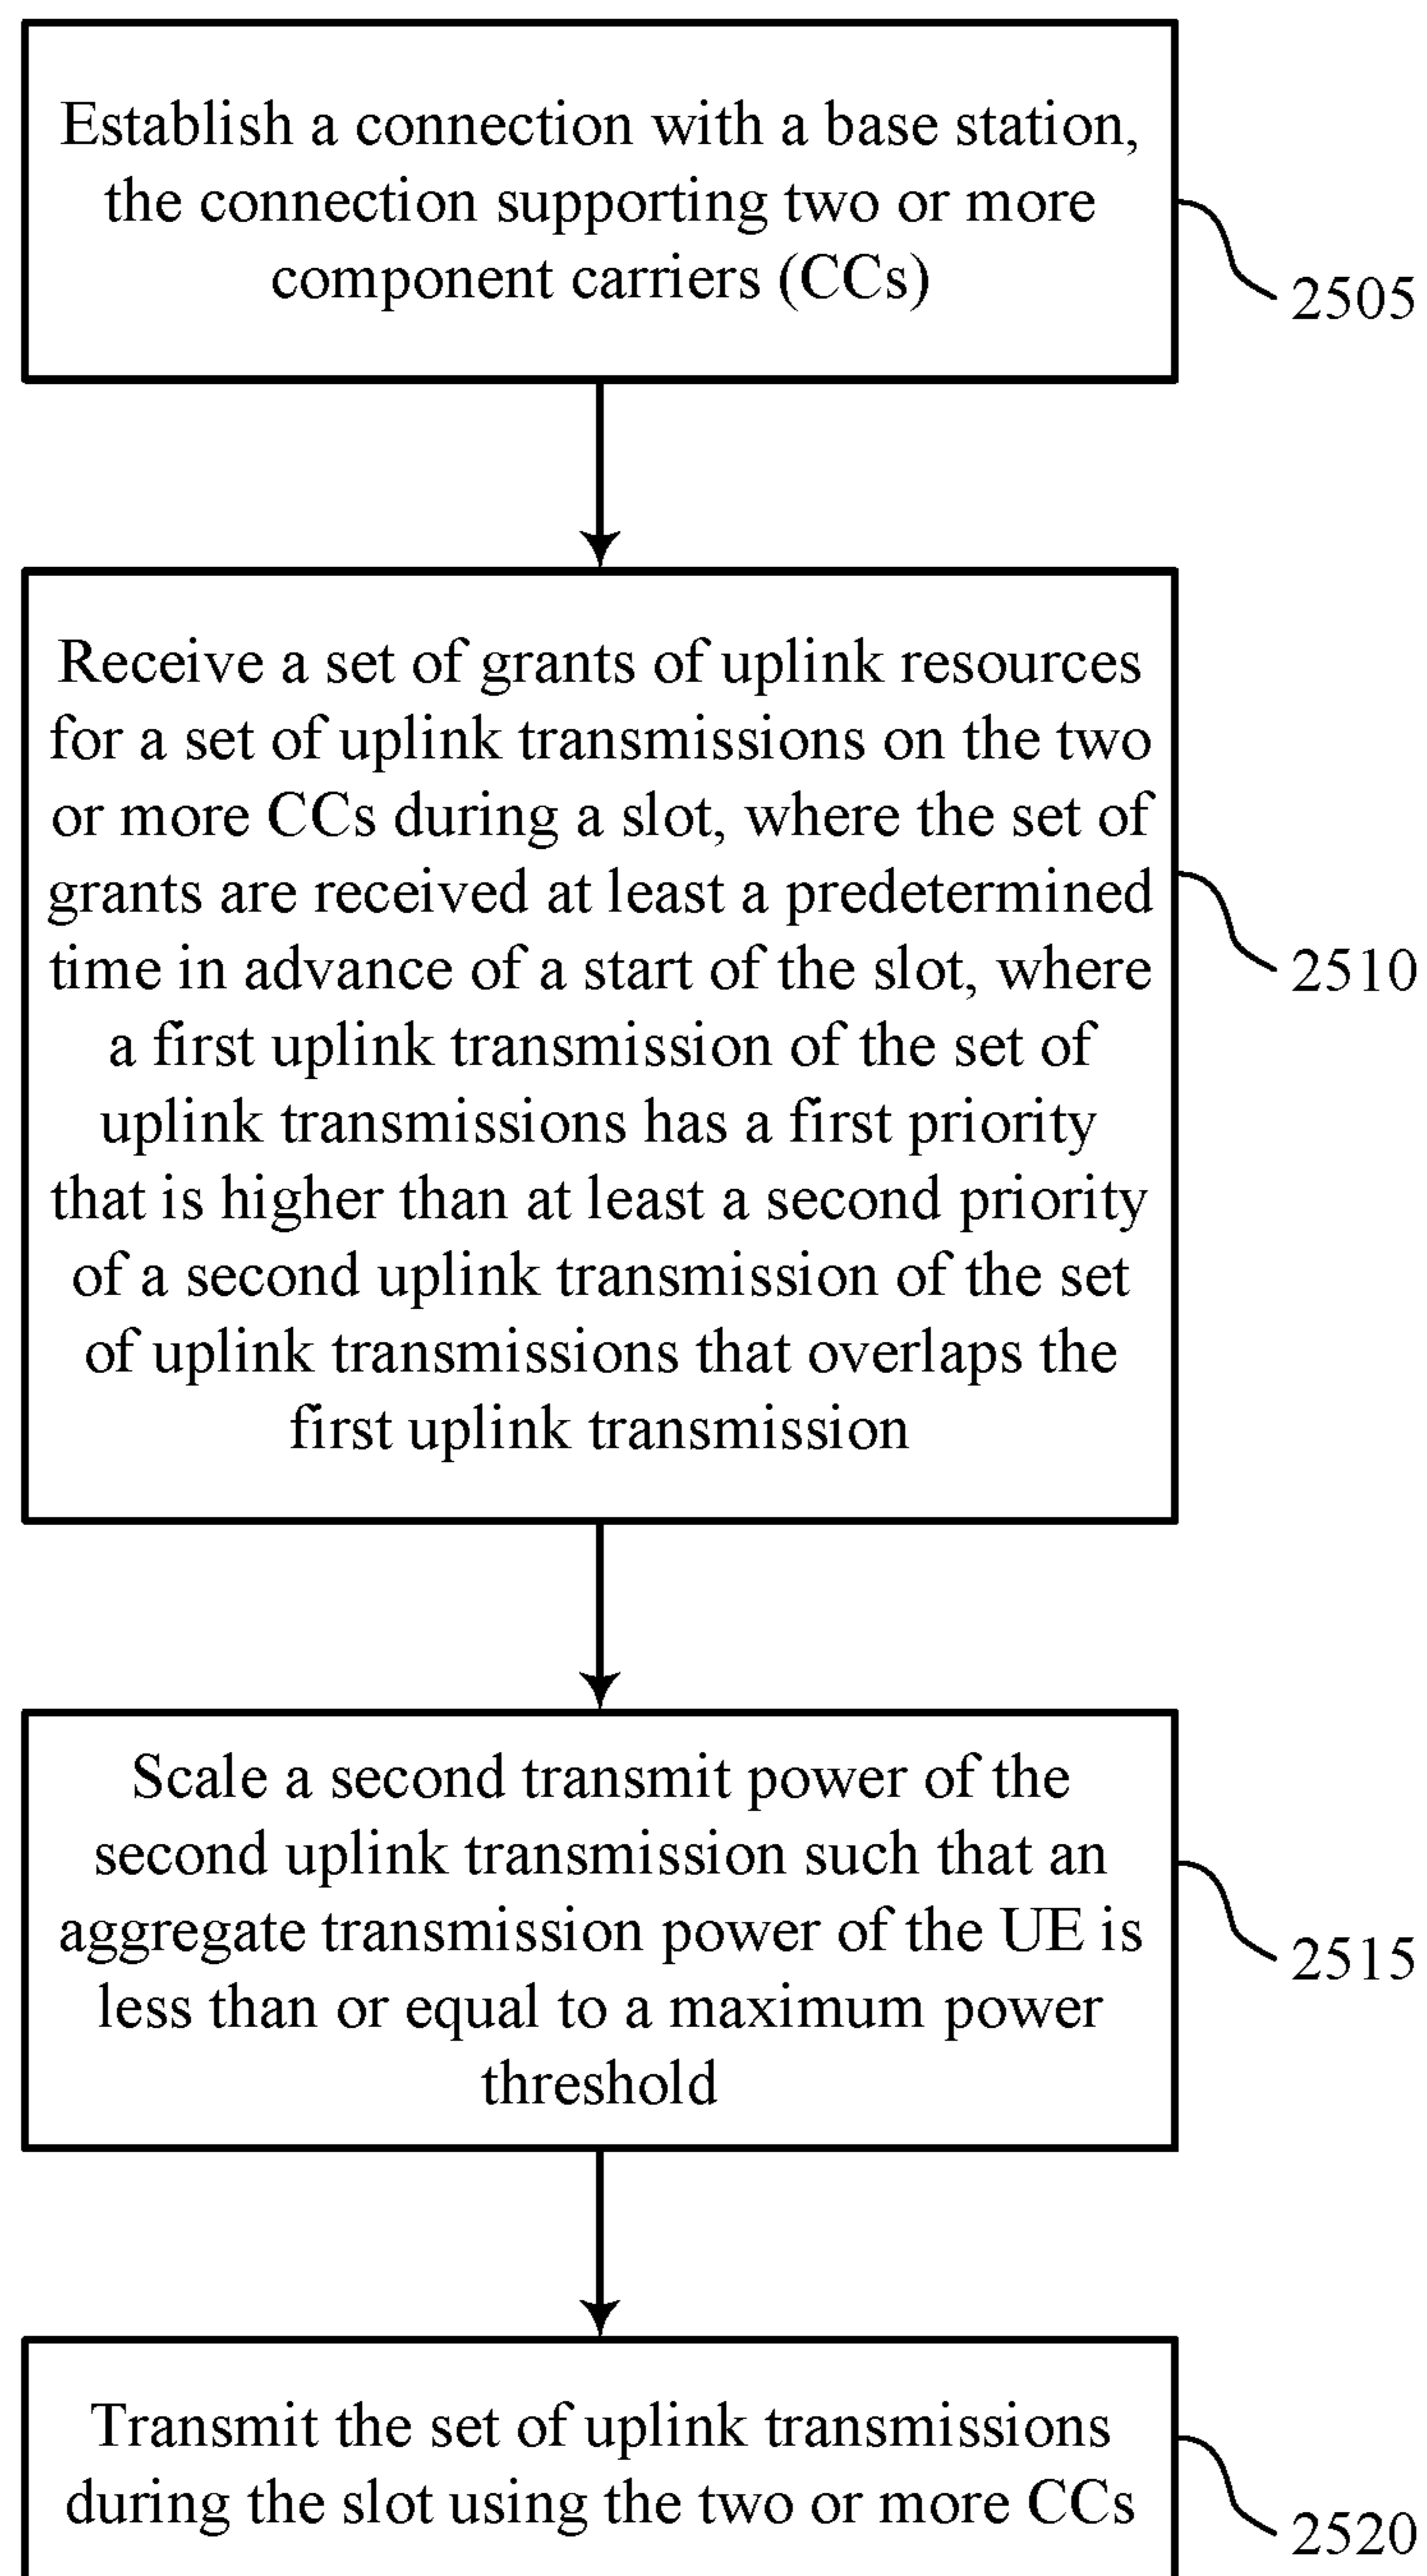 Establish a connection with a base station,
the connection supporting two or more
component carriers (CCs)
2505
Receive a set of grants of uplink resources
for a set of uplink transmissions on the two
or more CCs during a slot, where the set of
grants are received at least a predetermined
time in advance of a start of the slot, where
a first uplink transmission of the set of
uplink transmissions has a first priority
that is higher than at least a second priority
of a second uplink transmission of the set
of uplink transmissions that overlaps the
first uplink transmission
2510
Scale a second transmit power of the
second uplink transmission such that an
aggregate transmission power of the UE is
less than or equal to a maximum power
threshold
2515
Transmit the set of uplink transmissions
during the slot using the two or more CCs
2520